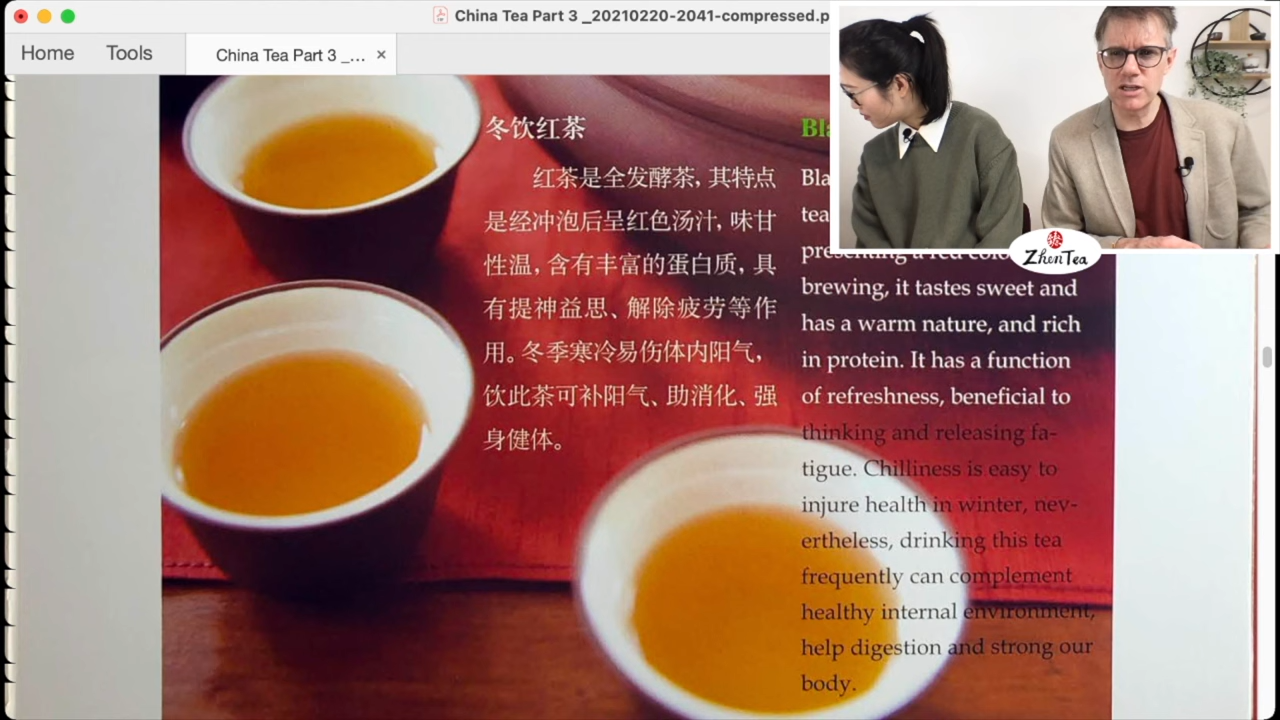 China Tea Part 3 _20210220-2041-compressed.p
Home
Tools
China Tea Part 3 _...
×
冬饮红茶
红茶是全发酵茶，其特点
是经冲泡后呈红色汤汁，味甘
性温，含有丰富的蛋白质，具
有提神益思、解除疲劳等作
用。冬季寒冷易伤体内阳气，
饮此茶可补阳气、助消化、强
身健体。
brewing, it tastes sweet and
has a warm nature, and rich
in protein. It has a function
of refreshness, beneficial to
thinking and releasing fa-
tigue. Chilliness is easy to
injure health in winter, nev-
ertheless, drinking this tea
frequently can complement
healthy internal environment,
help digestion and strong our
body.
ZhenTea